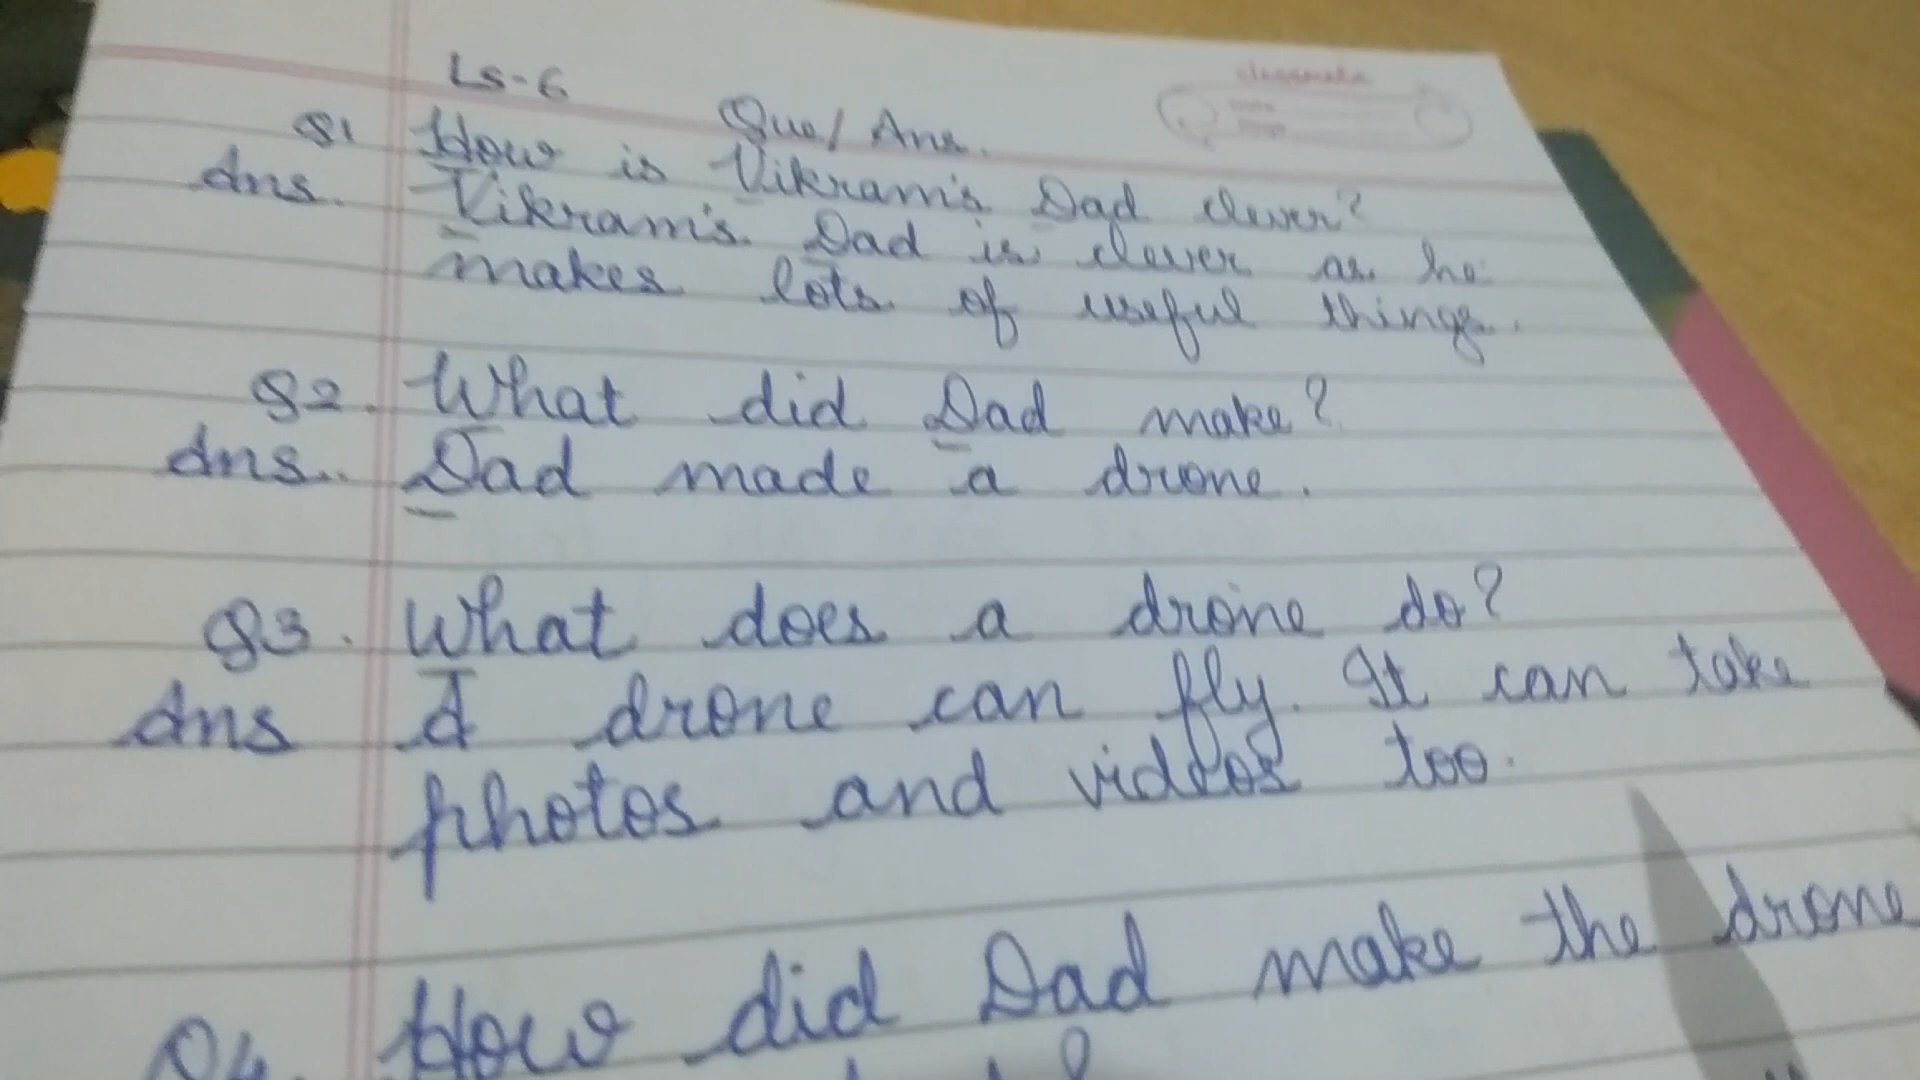 Ls-6
Que/ Ans.
Q1. How is Vikram's Dad clever?
Ans. Vikram's Dad is clever as he
makes lots of useful things.
Q2. What did Dad make?
Ans. Dad made a drone.
Q3. What does a drone do?
Ans A drone can fly. It can take
photos and videos too.
Q4. How did Dad make the drone